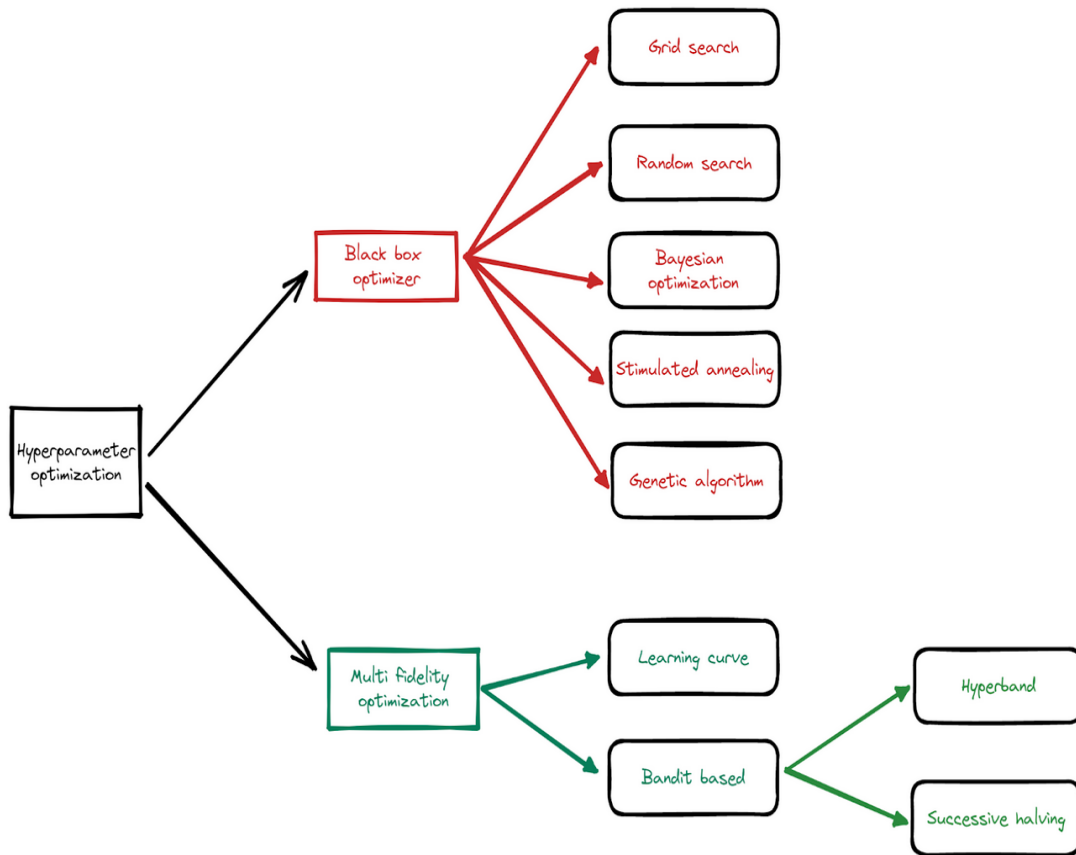 Grid search
Random search
Black box
optimizer
Bayesian
optimization
Stimulated annealing
Hyperparameter
optimization
Genetic algorithm
Learning curve
Multi fidelity
optimization
Hyperband
Bandit based
Successive halving